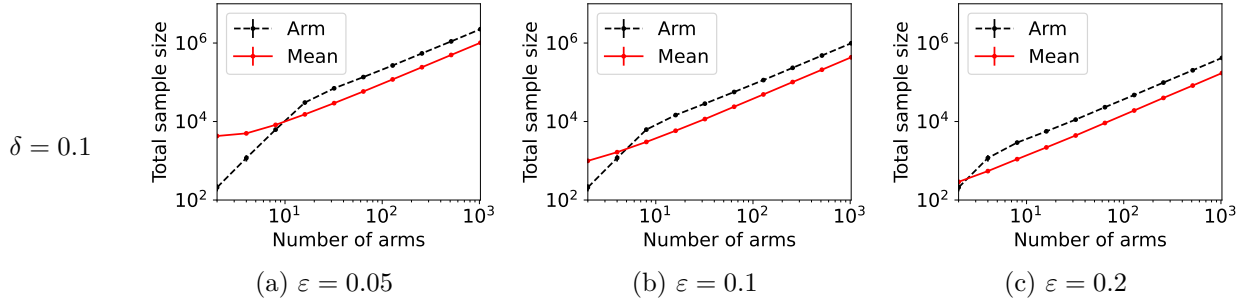 δ = 0.1
Total sample size
10^6
10^4
10^2
Arm
Mean
10^1 10^2 10^3
Number of arms
(a) ε = 0.05
Total sample size
10^6
10^4
10^2
Arm
Mean
10^1 10^2 10^3
Number of arms
(b) ε = 0.1
Total sample size
10^6
10^4
10^2
Arm
Mean
10^1 10^2 10^3
Number of arms
(c) ε = 0.2